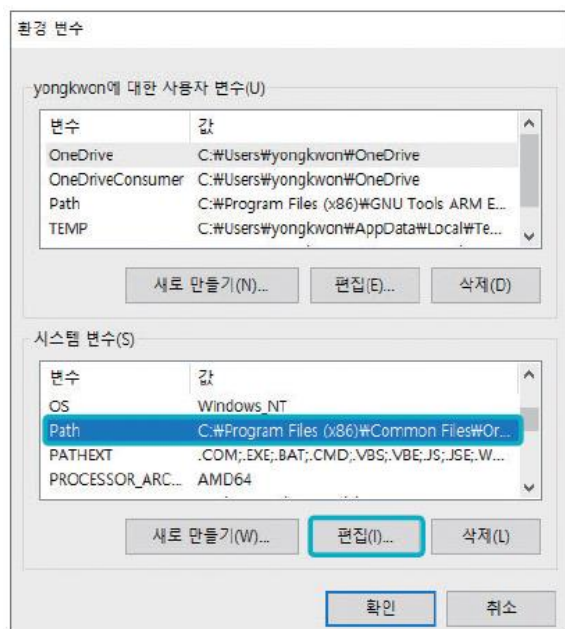 환경 변수
yongkwon에 대한 사용자 변수(U)
변수 값
OneDrive C:₩Users₩yongkwon₩OneDrive
OneDriveConsumer C:₩Users₩yongkwon₩OneDrive
Path C:₩Program Files (x86)₩GNU Tools ARM E...
TEMP C:₩Users₩yongkwon₩AppData₩Local₩Te...
새로 만들기(N)... 편집(E)... 삭제(D)
시스템 변수(S)
변수 값
OS Windows_NT
Path C:₩Program Files (x86)₩Common Files₩Or...
PATHEXT .COM;.EXE;.BAT;.CMD;.VBS;.VBE;.JS;.JSE;.W...
PROCESSOR_ARC... AMD64
새로 만들기(W)... 편집(I)... 삭제(L)
확인 취소